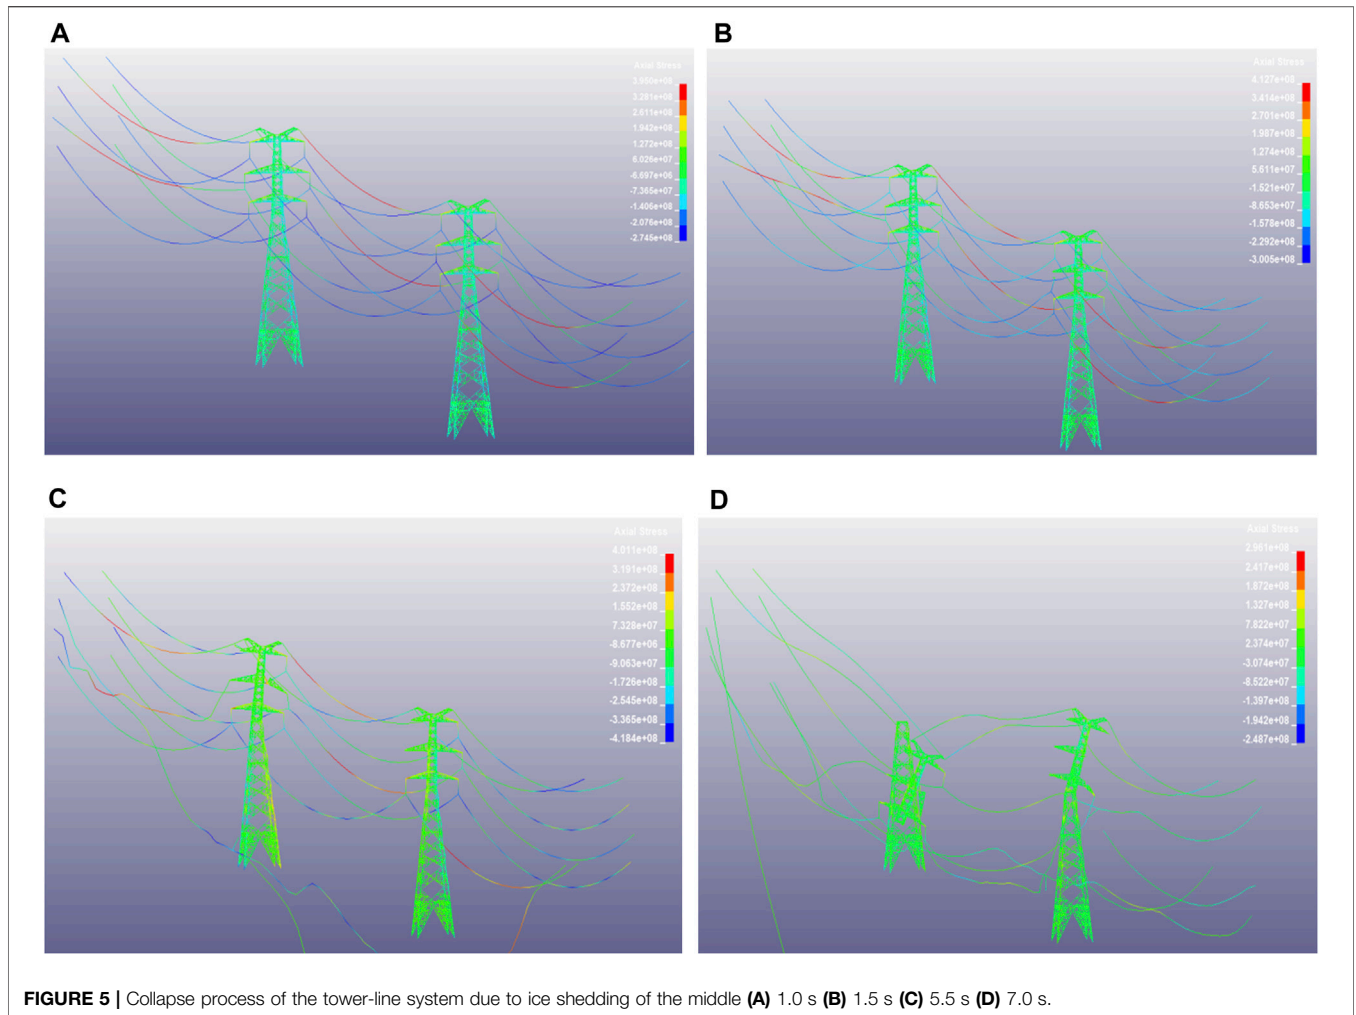 A
Axial Stress
3.950e+08
3.281e+08
2.611e+08
1.942e+08
1.272e+08
6.026e+07
-6.697e+06
-7.365e+07
-1.406e+08
-2.076e+08
-2.745e+08
B
Axial Stress
4.127e+08
3.414e+08
2.701e+08
1.987e+08
1.274e+08
5.611e+07
-1.521e+07
-8.653e+07
-1.578e+08
-2.292e+08
-3.005e+08
C
Axial Stress
4.011e+08
3.191e+08
2.372e+08
1.552e+08
7.328e+07
-8.677e+06
-9.063e+07
-1.726e+08
-2.545e+08
-3.365e+08
-4.184e+08
D
Axial Stress
2.961e+08
2.417e+08
1.872e+08
1.327e+08
7.822e+07
2.374e+07
-3.074e+07
-8.522e+07
-1.397e+08
-1.942e+08
-2.487e+08
FIGURE 5 | Collapse process of the tower-line system due to ice shedding of the middle (A) 1.0 s (B) 1.5 s (C) 5.5 s (D) 7.0 s.